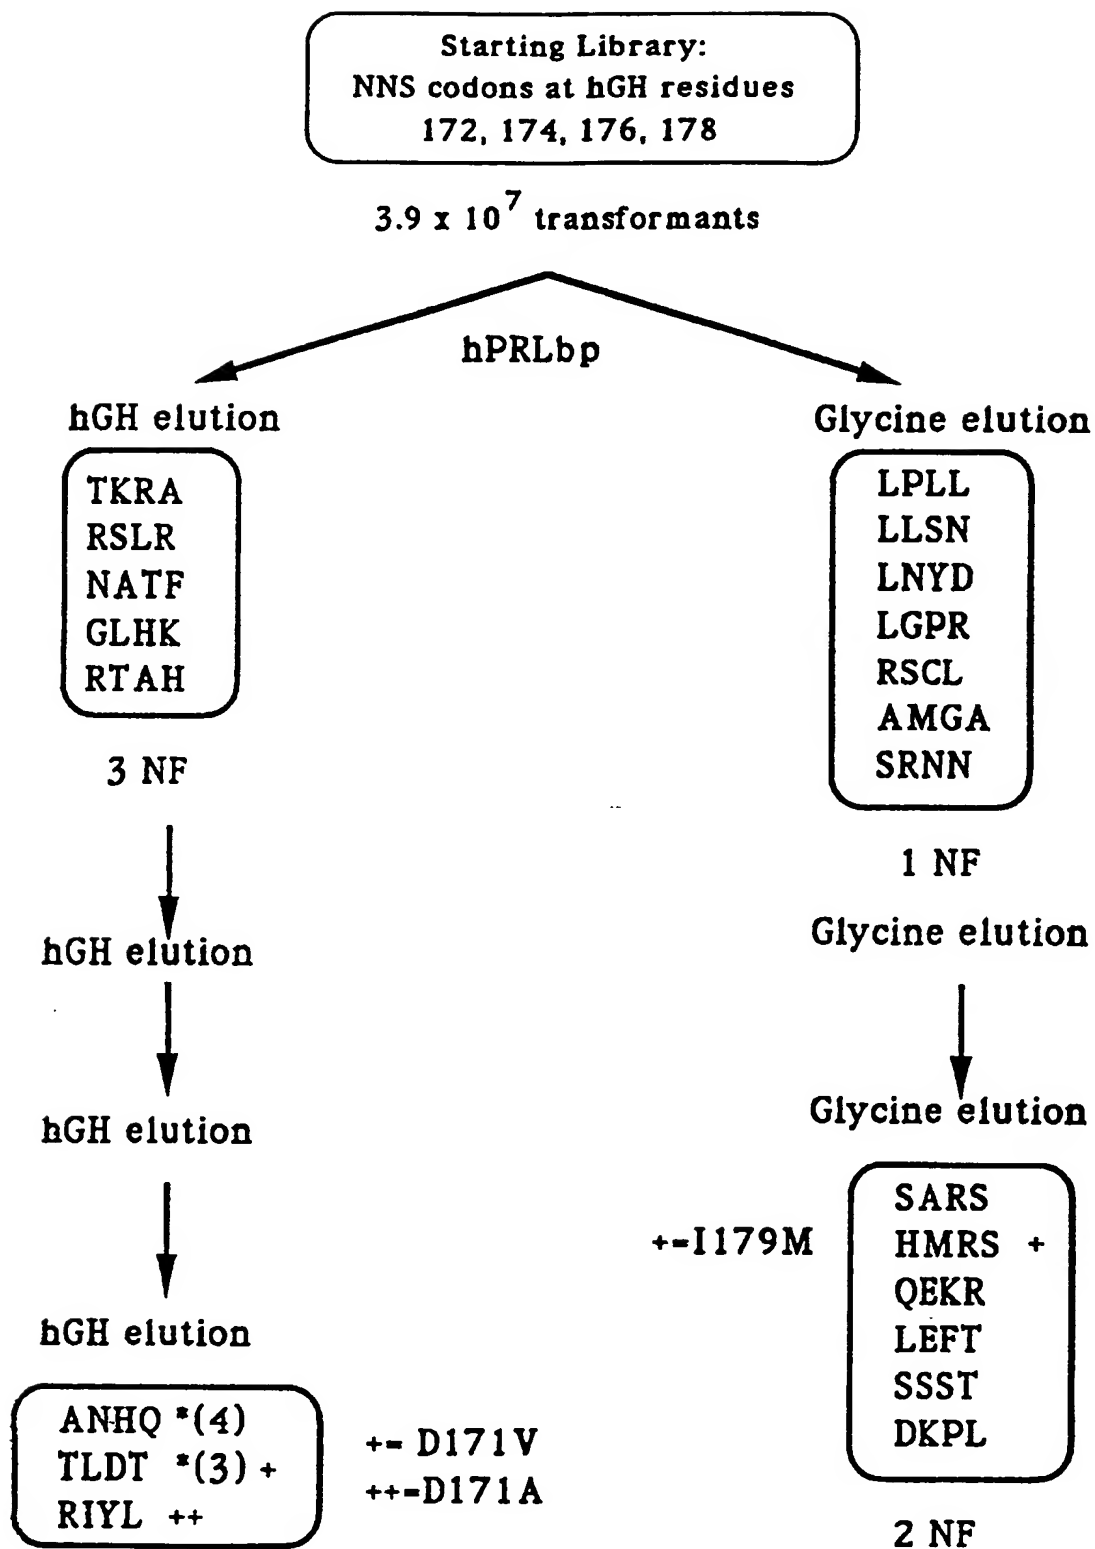 Starting Library:
NNS codons at hGH residues
172, 174, 176, 178
3.9 x 10^7 transformants
hPRLbp
hGH elution
TKRA
RSLR
NATF
GLHK
RTAH
3 NF
hGH elution
hGH elution
hGH elution
ANHQ *(4)
TLDT *(3) +
RIYL ++
+= D171V
++=D171A
Glycine elution
LPLL
LLSN
LNYD
LGPR
RSCL
AMGA
SRNN
1 NF
Glycine elution
Glycine elution
+=I179M
SARS
HMRS +
QEKR
LEFT
SSST
DKPL
2 NF